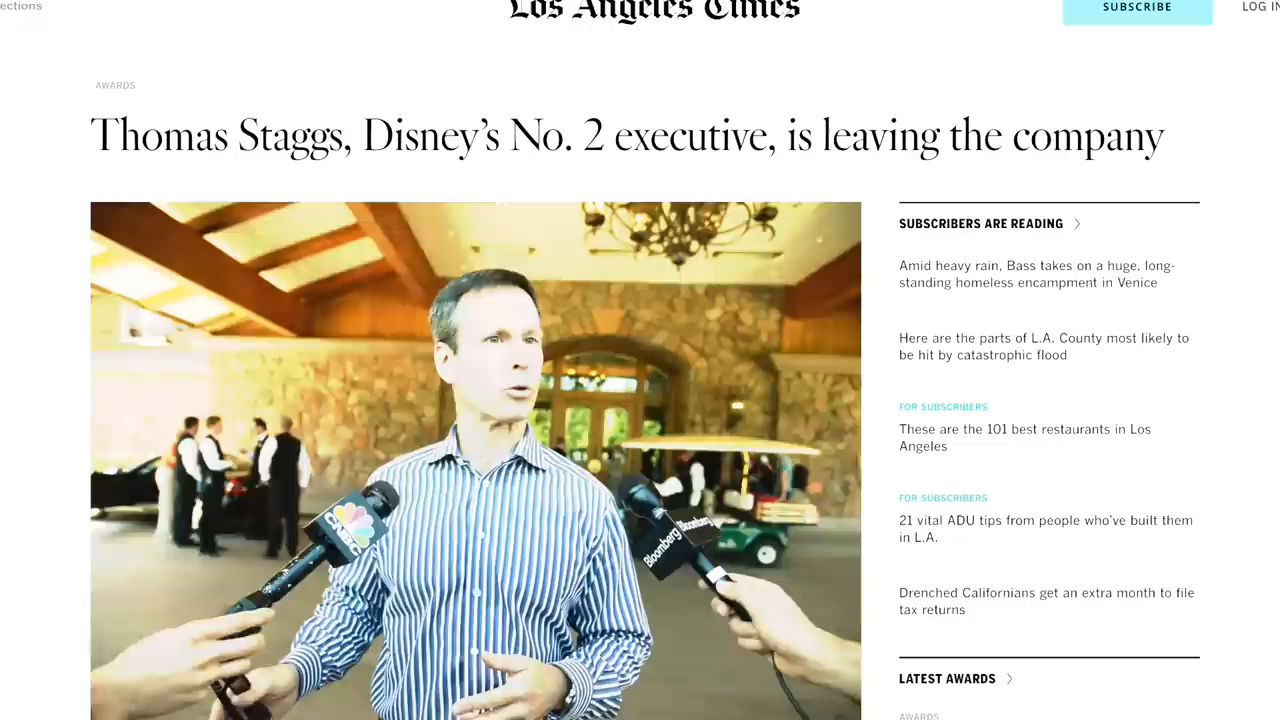 ections
Los Angeles Times
SUBSCRIBE
LOG IN
AWARDS
Thomas Staggs, Disney’s No. 2 executive, is leaving the company
CNBC
Bloomberg
Bloomberg
SUBSCRIBERS ARE READING
Amid heavy rain, Bass takes on a huge, long-
standing homeless encampment in Venice
Here are the parts of L.A. County most likely to
be hit by catastrophic flood
FOR SUBSCRIBERS
These are the 101 best restaurants in Los
Angeles
FOR SUBSCRIBERS
21 vital ADU tips from people who’ve built them
in L.A.
Drenched Californians get an extra month to file
tax returns
LATEST AWARDS
AWARDS